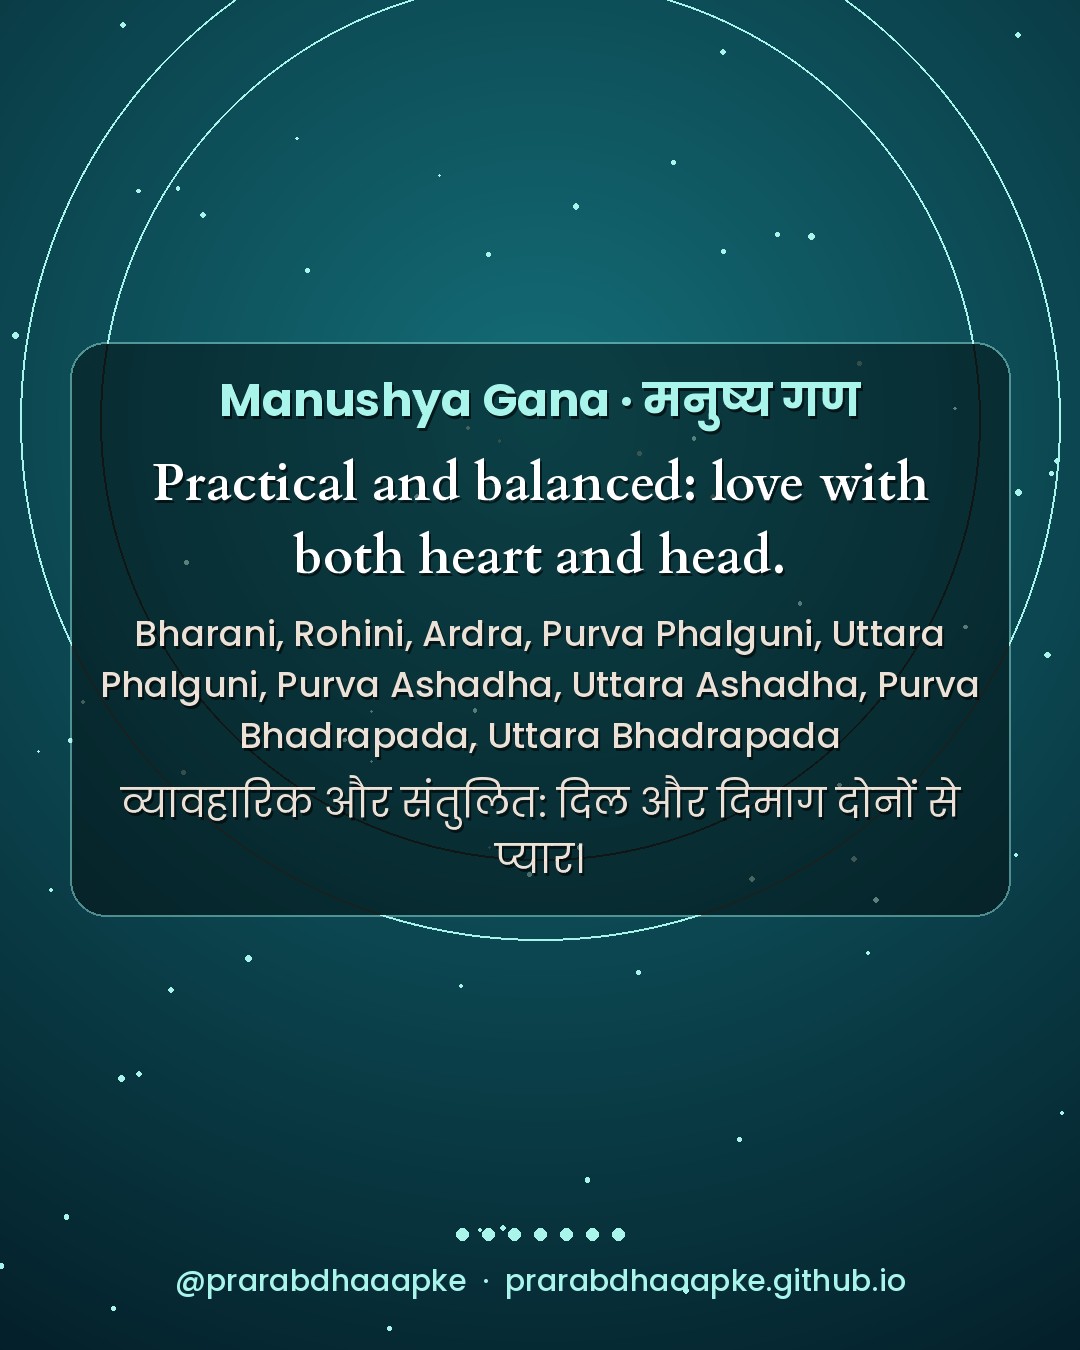 Manushya Gana · मनुष्य गण
Practical and balanced: love with
both heart and head.
Bharani, Rohini, Ardra, Purva Phalguni, Uttara
Phalguni, Purva Ashadha, Uttara Ashadha, Purva
Bhadrapada, Uttara Bhadrapada
व्यावहारिक और संतुलित: दिल और दिमाग दोनों से
प्यार।
@prarabdhaaapke · prarabdhaaapke.github.io